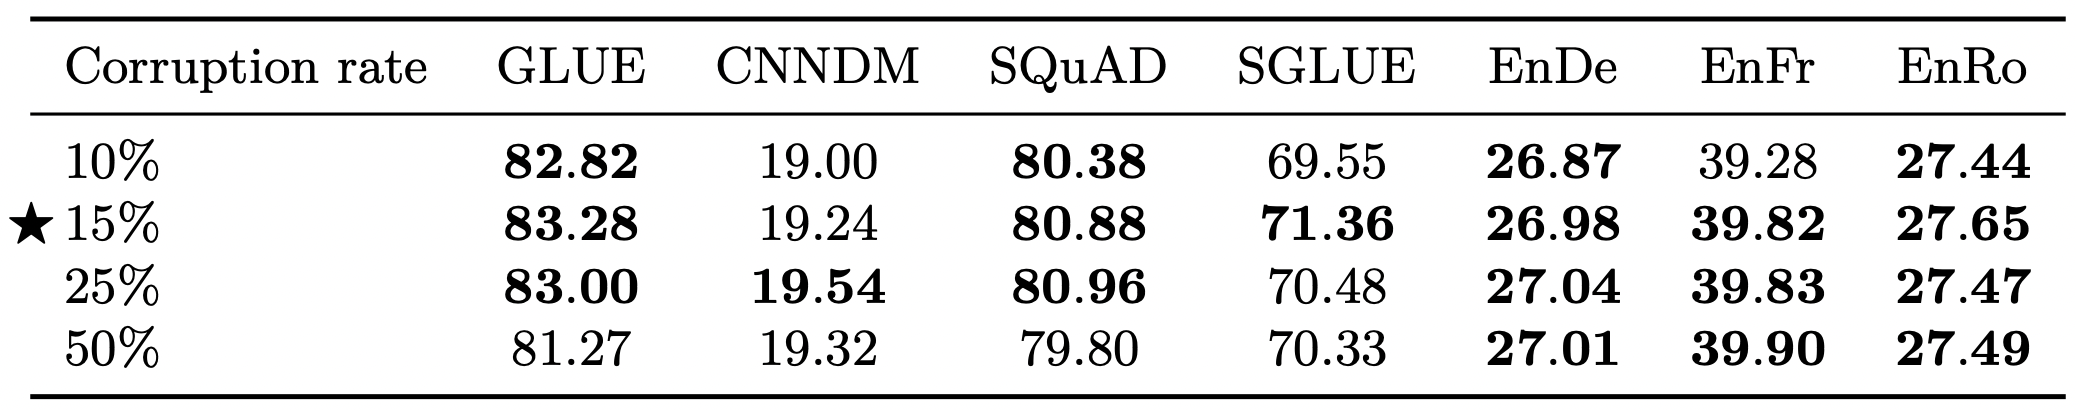 Corruption rate GLUE CNNDM SQuAD SGLUE EnDe EnFr EnRo
10% 82.82 19.00 80.38 69.55 26.87 39.28 27.44
★ 15% 83.28 19.24 80.88 71.36 26.98 39.82 27.65
25% 83.00 19.54 80.96 70.48 27.04 39.83 27.47
50% 81.27 19.32 79.80 70.33 27.01 39.90 27.49